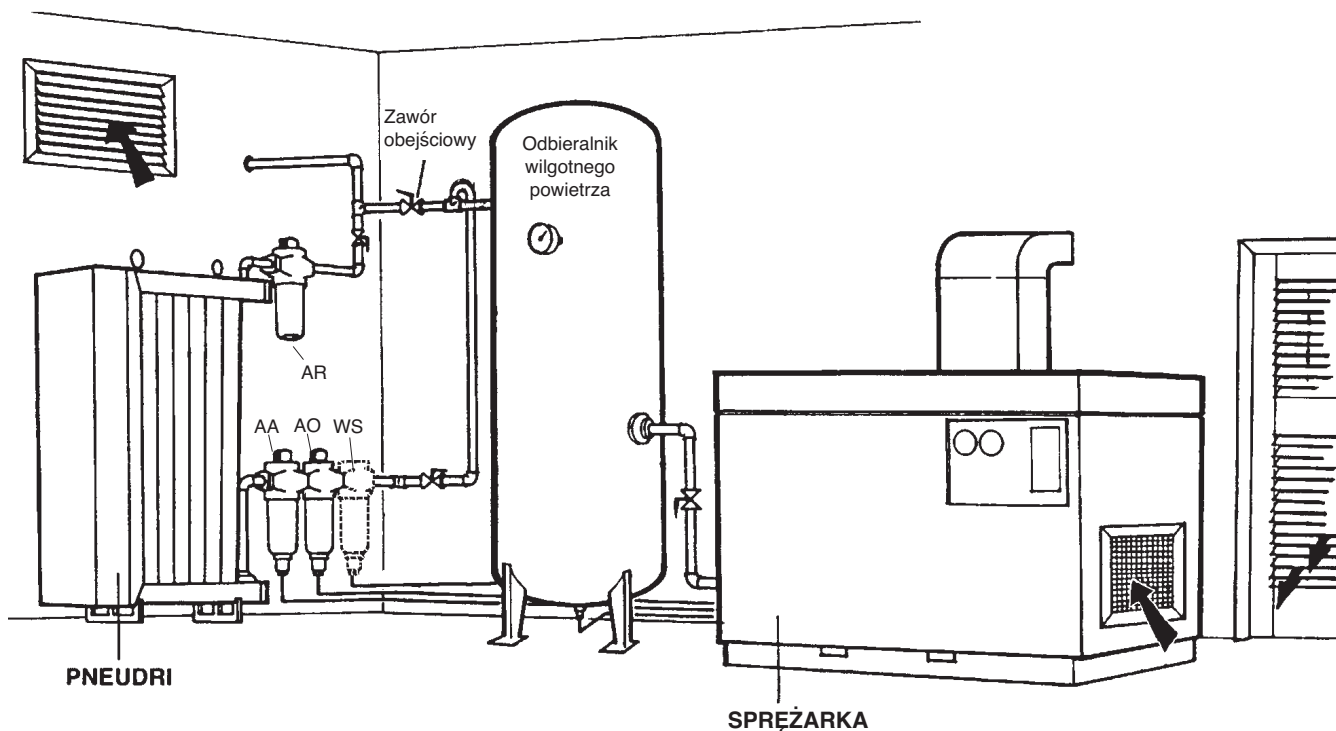 Zawór
obejściowy
Odbieralnik
wilgotnego
powietrza
AR
AA AO WS
PNEUDRI
SPRĘŻARKA